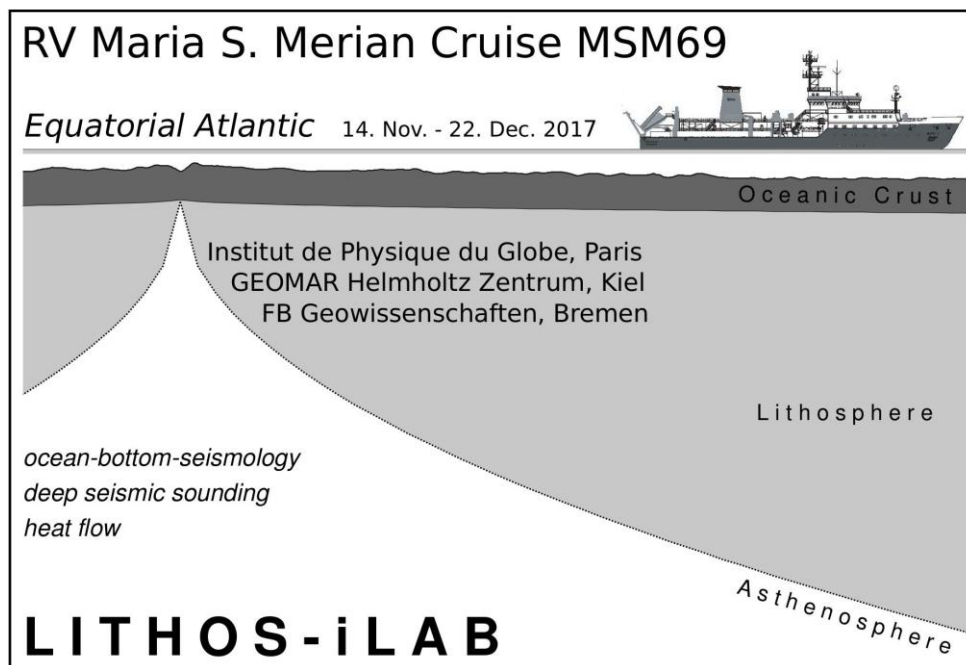 RV Maria S. Merian Cruise MSM69
Equatorial Atlantic 14. Nov. - 22. Dec. 2017
Oceanic Crust
Institut de Physique du Globe, Paris
GEOMAR Helmholtz Zentrum, Kiel
FB Geowissenschaften, Bremen
Lithosphere
ocean-bottom-seismology
deep seismic sounding
heat flow
Asthenosphere
LITHOS-iLAB